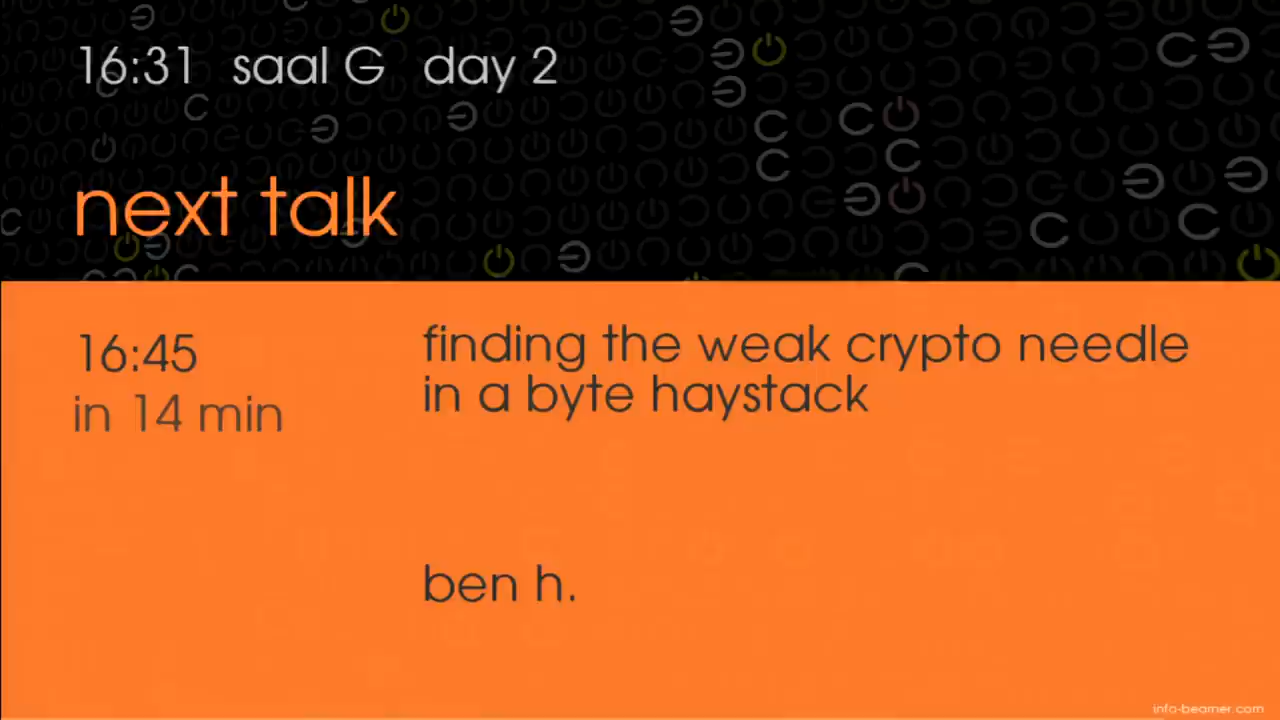 16:31 saal G day 2
next talk
16:45
in 14 min
finding the weak crypto needle
in a byte haystack
ben h.
info-beamer.com